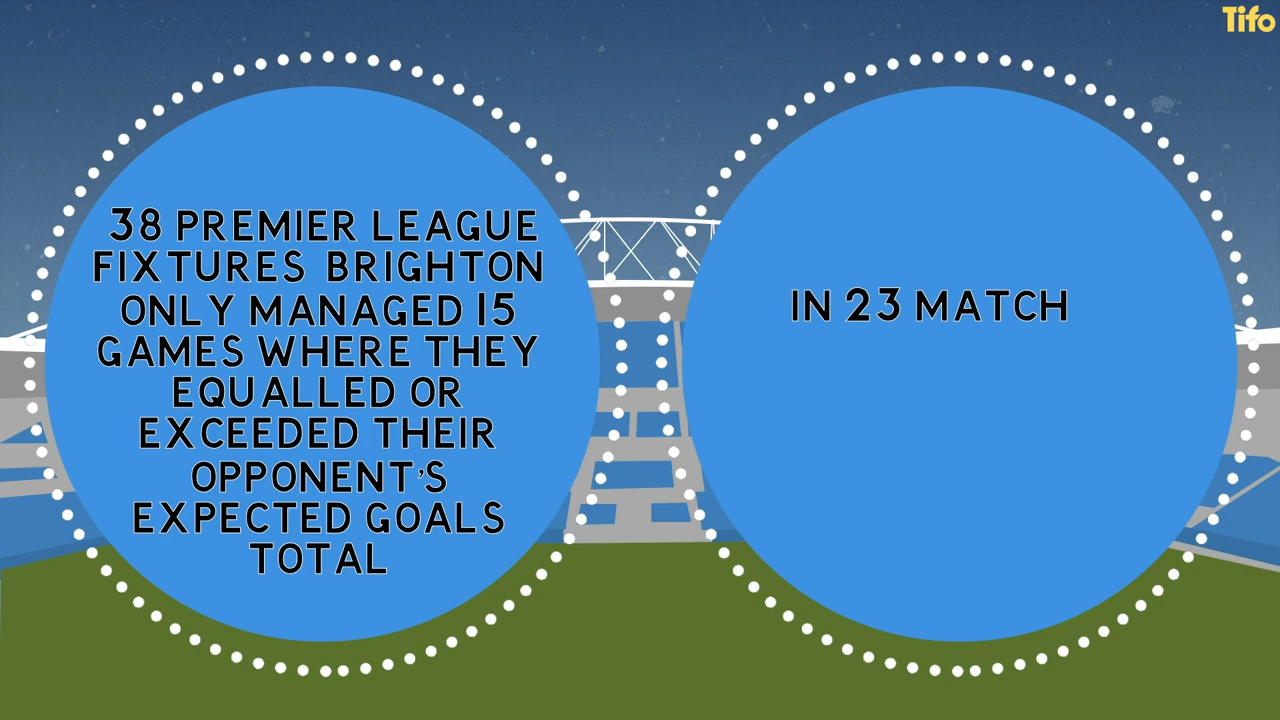 Tifo
38 PREMIER LEAGUE
FIXTURES BRIGHTON
ONLY MANAGED 15
GAMES WHERE THEY
EQUALLED OR
EXCEEDED THEIR
OPPONENT'S
EXPECTED GOALS
TOTAL
IN 23 MATCH